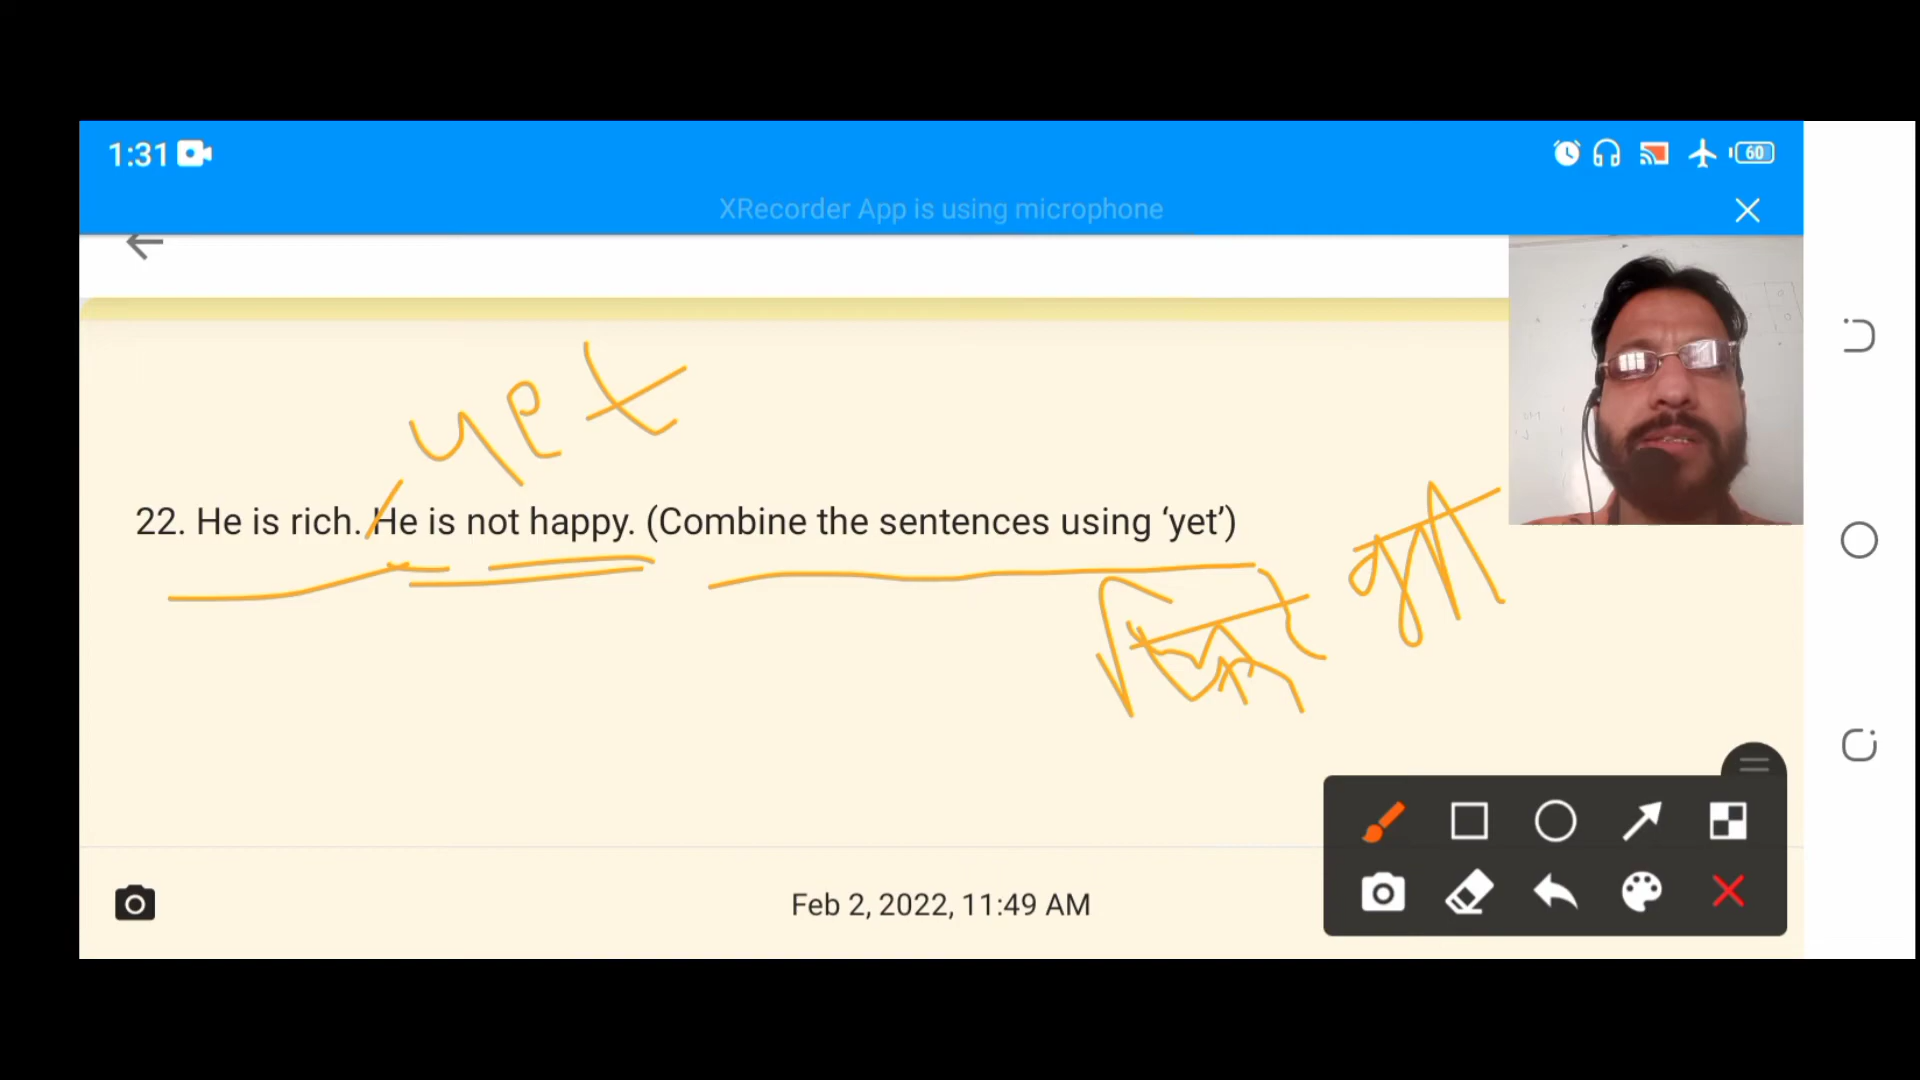 1:31
60
XRecorder App is using microphone
yet
22. He is rich. He is not happy. (Combine the sentences using ‘yet’)
Feb 2, 2022, 11:49 AM